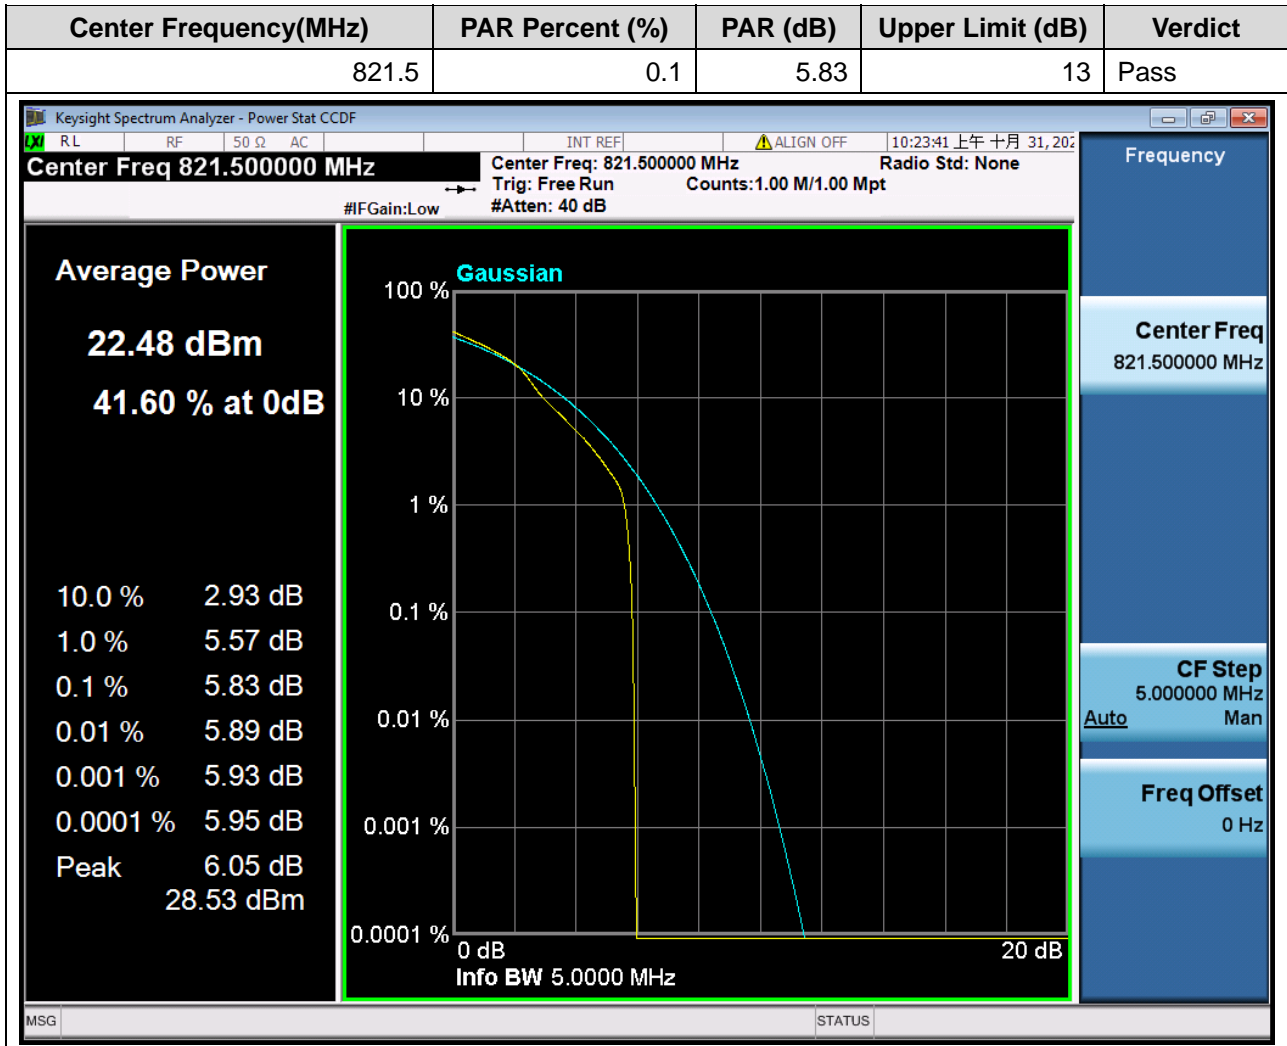 Center Frequency(MHz) PAR Percent (%) PAR (dB) Upper Limit (dB) Verdict
821.5 0.1 5.83 13 Pass
Keysight Spectrum Analyzer - Power Stat CCDF
LXI RL RF 50 Ω AC INT REF ALIGN OFF 10:23:41 上午 十月 31, 202
Center Freq 821.500000 MHz
Center Freq: 821.500000 MHz Radio Std: None
Trig: Free Run Counts:1.00 M/1.00 Mpt
#IFGain:Low #Atten: 40 dB
Average Power
22.48 dBm
41.60 % at 0dB
10.0 % 2.93 dB
1.0 % 5.57 dB
0.1 % 5.83 dB
0.01 % 5.89 dB
0.001 % 5.93 dB
0.0001 % 5.95 dB
Peak 6.05 dB
28.53 dBm
Gaussian
100 %
10 %
1 %
0.1 %
0.01 %
0.001 %
0.0001 %
0 dB 20 dB
Info BW 5.0000 MHz
Frequency
Center Freq
821.500000 MHz
CF Step
5.000000 MHz
Auto Man
Freq Offset
0 Hz
MSG STATUS